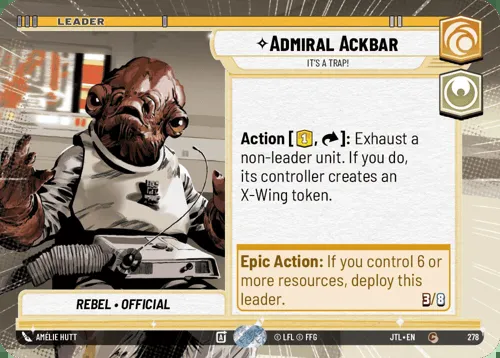 LEADER
✧ADMIRAL ACKBAR
IT'S A TRAP!
Action [1, ]: Exhaust a
non-leader unit. If you do,
its controller creates an
X-Wing token.
Epic Action: If you control 6 or
more resources, deploy this
leader.
3/8
REBEL • OFFICIAL
AMÉLIE HUTT
A
© LFL © FFG
JTL • EN
C
278